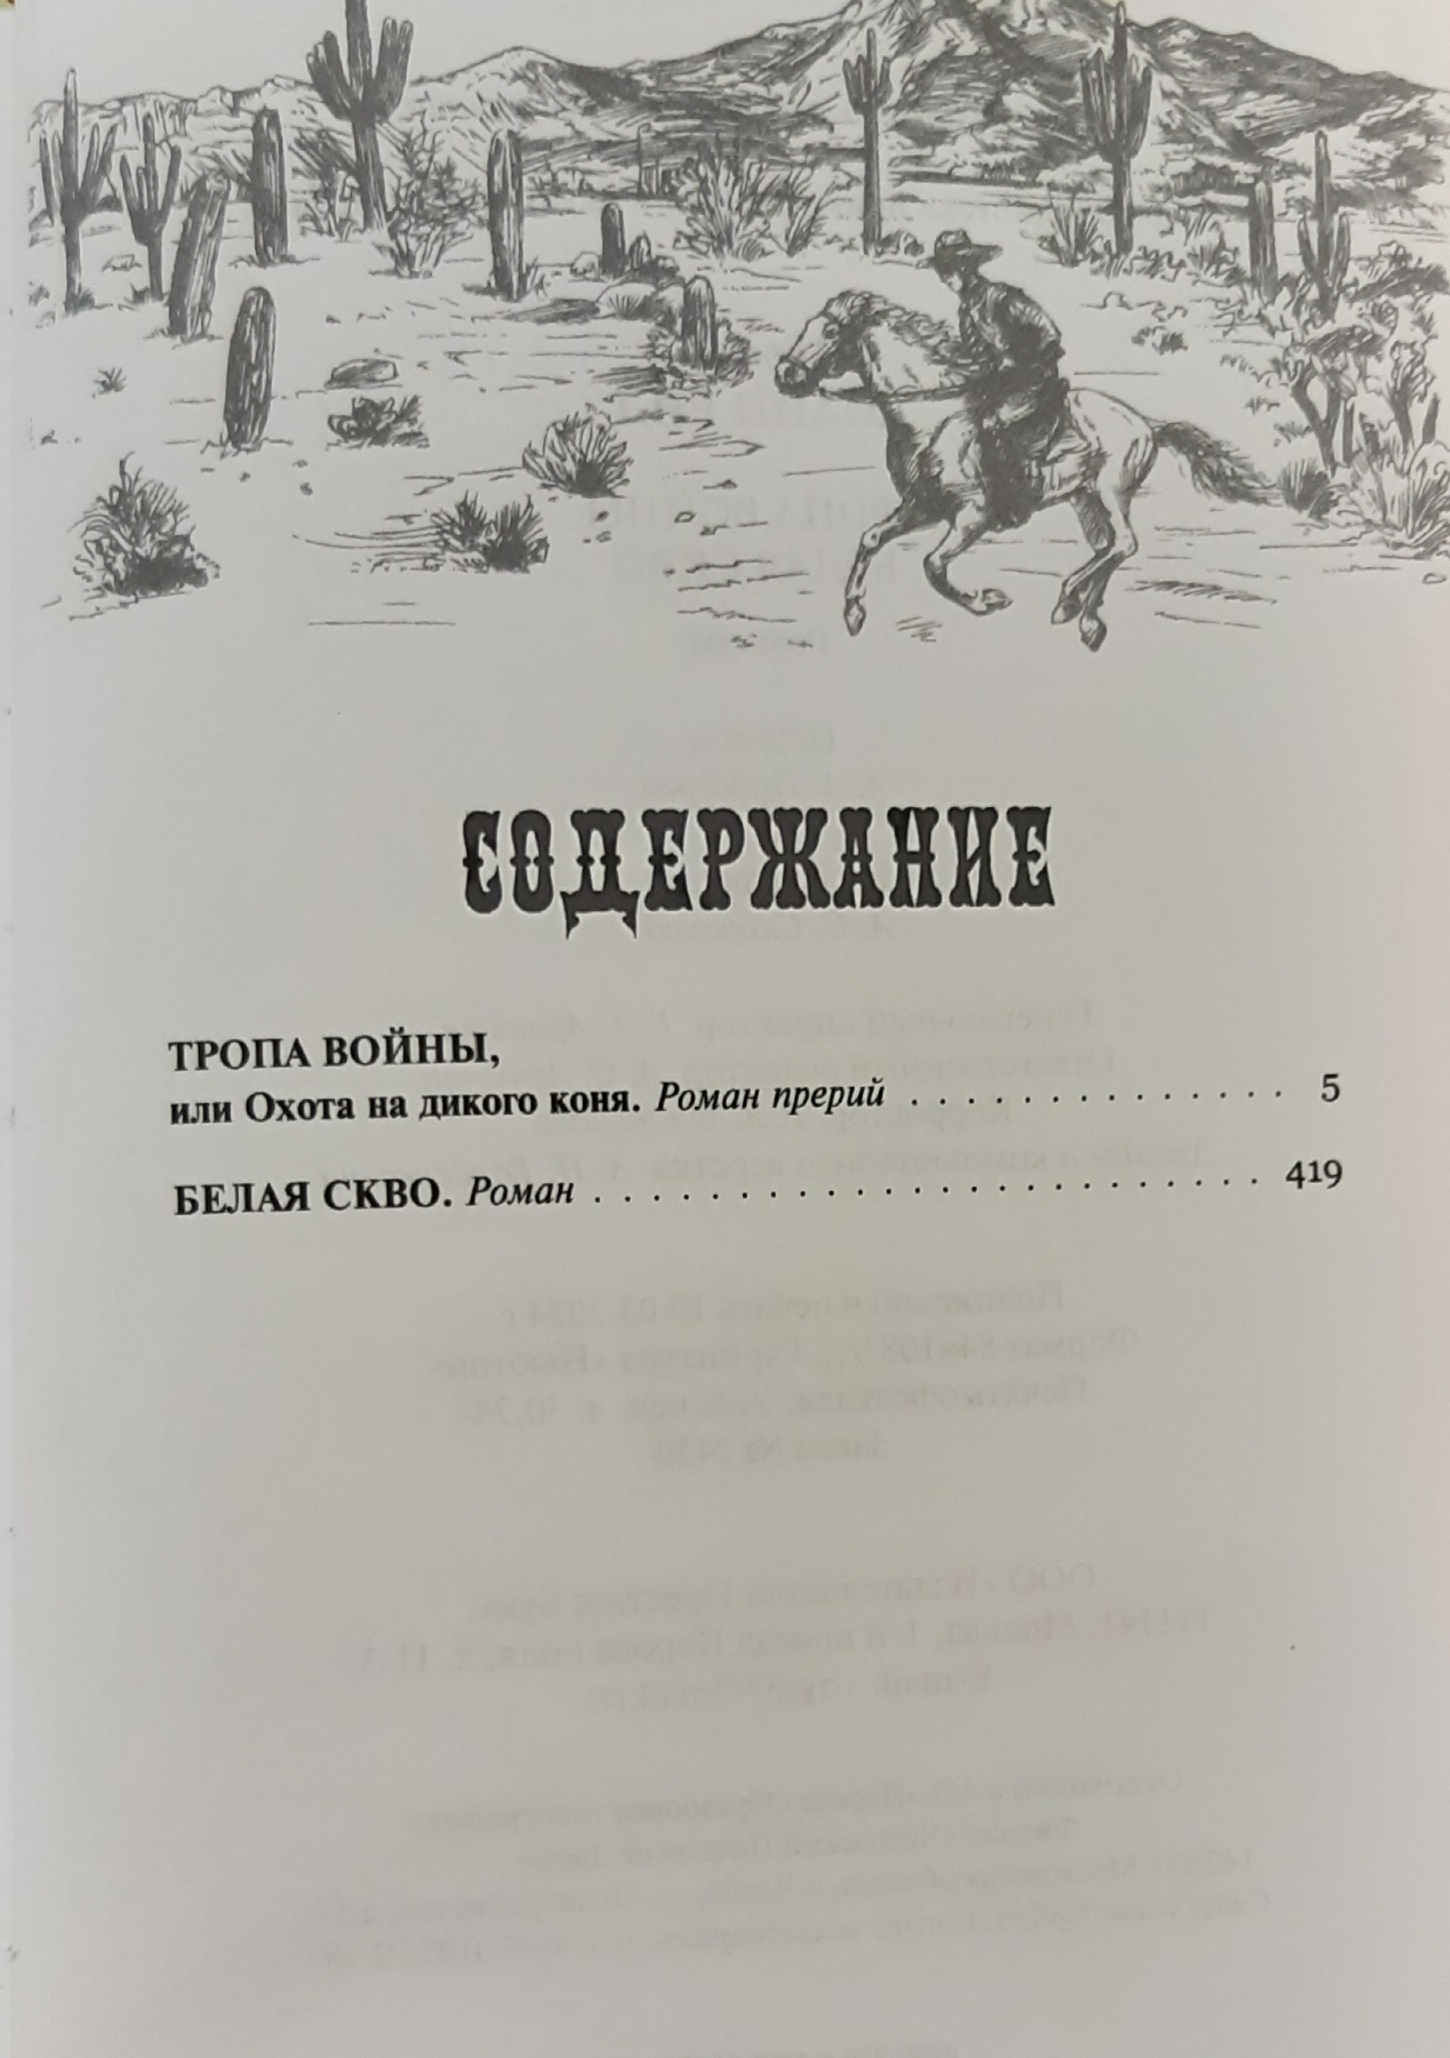 СОДЕРЖАНИЕ
ТРОПА ВОЙНЫ,
или Охота на дикого коня. Роман прерий . . . . . . . . . . . . . . 5
БЕЛАЯ СКВО. Роман . . . . . . . . . . . . . . . . . . . . . . . 419